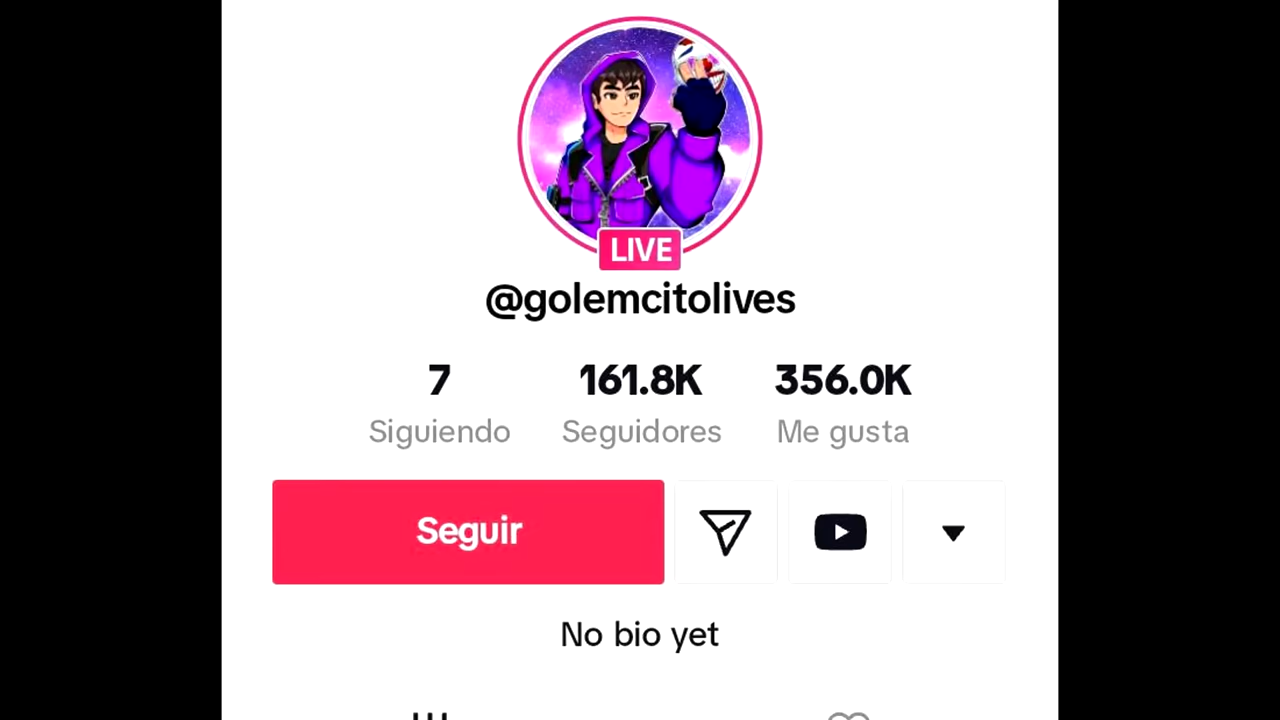 LIVE
@golemcitolives
7 161.8K 356.0K
Siguiendo Seguidores Me gusta
Seguir
No bio yet